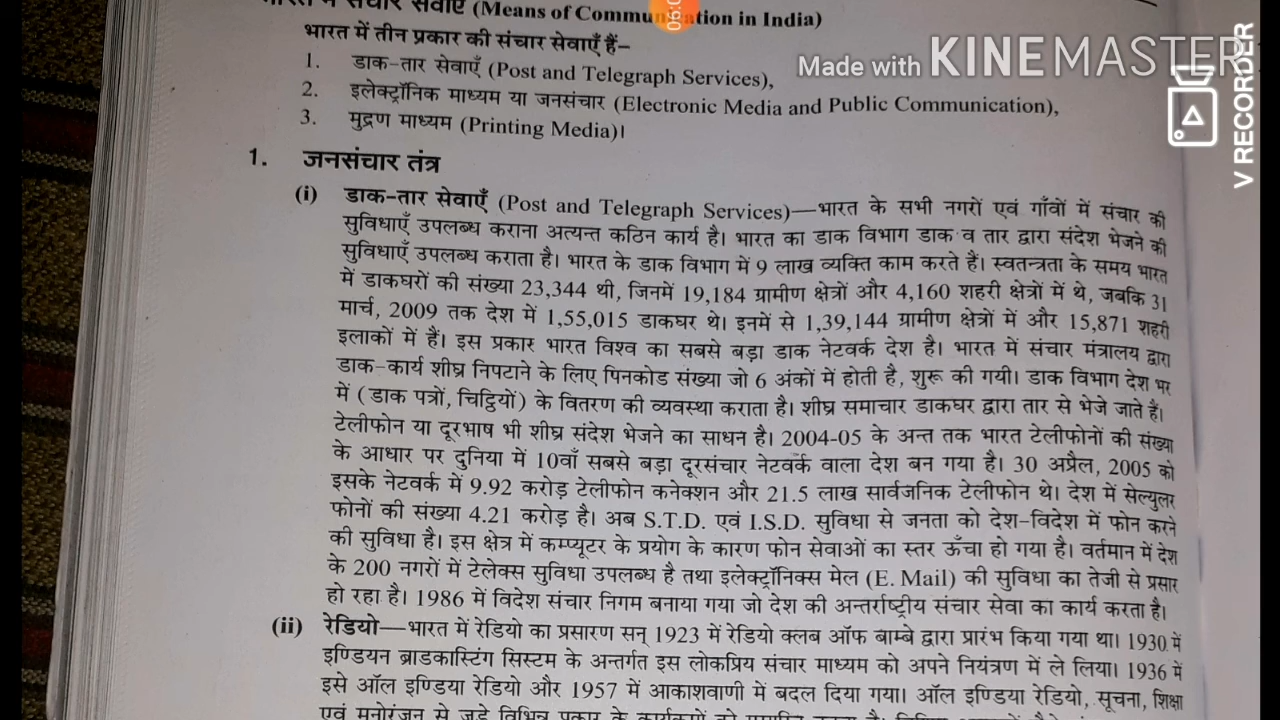 भारत में संचार सेवाएँ (Means of Communication in India)
भारत में तीन प्रकार की संचार सेवाएँ हैं–
1. डाक-तार सेवाएँ (Post and Telegraph Services),
2. इलेक्ट्रॉनिक माध्यम या जनसंचार (Electronic Media and Public Communication),
3. मुद्रण माध्यम (Printing Media)।
Made with KINEMASTER
V RECORDER
1. जनसंचार तंत्र
(i) डाक-तार सेवाएँ (Post and Telegraph Services)—भारत के सभी नगरों एवं गाँवों में संचार की
सुविधाएँ उपलब्ध कराना अत्यन्त कठिन कार्य है। भारत का डाक विभाग डाक व तार द्वारा संदेश भेजने की
सुविधाएँ उपलब्ध कराता है। भारत के डाक विभाग में 9 लाख व्यक्ति काम करते हैं। स्वतन्त्रता के समय भारत
में डाकघरों की संख्या 23,344 थी, जिनमें 19,184 ग्रामीण क्षेत्रों और 4,160 शहरी क्षेत्रों में थे, जबकि 31
मार्च, 2009 तक देश में 1,55,015 डाकघर थे। इनमें से 1,39,144 ग्रामीण क्षेत्रों में और 15,871 शहरी
इलाकों में हैं। इस प्रकार भारत विश्व का सबसे बड़ा डाक नेटवर्क देश है। भारत में संचार मंत्रालय द्वारा
डाक-कार्य शीघ्र निपटाने के लिए पिनकोड संख्या जो 6 अंकों में होती है, शुरू की गयी। डाक विभाग देश भर
में (डाक पत्रों, चिट्ठियों) के वितरण की व्यवस्था कराता है। शीघ्र समाचार डाकघर द्वारा तार से भेजे जाते हैं।
टेलीफोन या दूरभाष भी शीघ्र संदेश भेजने का साधन है। 2004-05 के अन्त तक भारत टेलीफोनों की संख्या
के आधार पर दुनिया में 10वाँ सबसे बड़ा दूरसंचार नेटवर्क वाला देश बन गया है। 30 अप्रैल, 2005 को
इसके नेटवर्क में 9.92 करोड़ टेलीफोन कनेक्शन और 21.5 लाख सार्वजनिक टेलीफोन थे। देश में सेल्युलर
फोनों की संख्या 4.21 करोड़ है। अब S.T.D. एवं I.S.D. सुविधा से जनता को देश-विदेश में फोन करने
की सुविधा है। इस क्षेत्र में कम्प्यूटर के प्रयोग के कारण फोन सेवाओं का स्तर ऊँचा हो गया है। वर्तमान में देश
के 200 नगरों में टेलेक्स सुविधा उपलब्ध है तथा इलेक्ट्रॉनिक्स मेल (E. Mail) की सुविधा का तेजी से प्रसार
हो रहा है। 1986 में विदेश संचार निगम बनाया गया जो देश की अन्तर्राष्ट्रीय संचार सेवा का कार्य करता है।
(ii) रेडियो—भारत में रेडियो का प्रसारण सन् 1923 में रेडियो क्लब ऑफ बाम्बे द्वारा प्रारंभ किया गया था। 1930 में
इण्डियन ब्राडकास्टिंग सिस्टम के अन्तर्गत इस लोकप्रिय संचार माध्यम को अपने नियंत्रण में ले लिया। 1936 में
इसे ऑल इण्डिया रेडियो और 1957 में आकाशवाणी में बदल दिया गया। ऑल इण्डिया रेडियो, सूचना, शिक्षा
एवं मनोरंजन से जुड़े विभिन्न प्रकार के कार्यक्रमों को